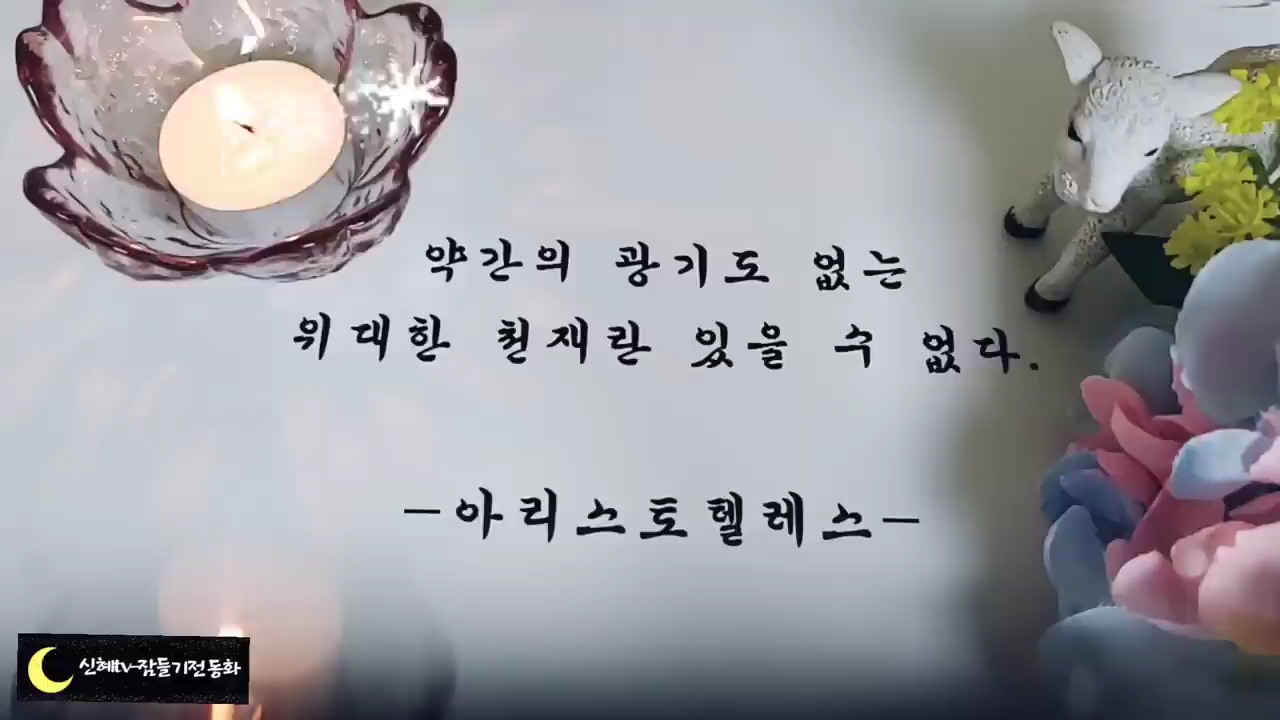 약간의 광기도 없는
위대한 천재란 있을 수 없다.
-아리스토텔레스-
신혜tv-잠들기전 동화